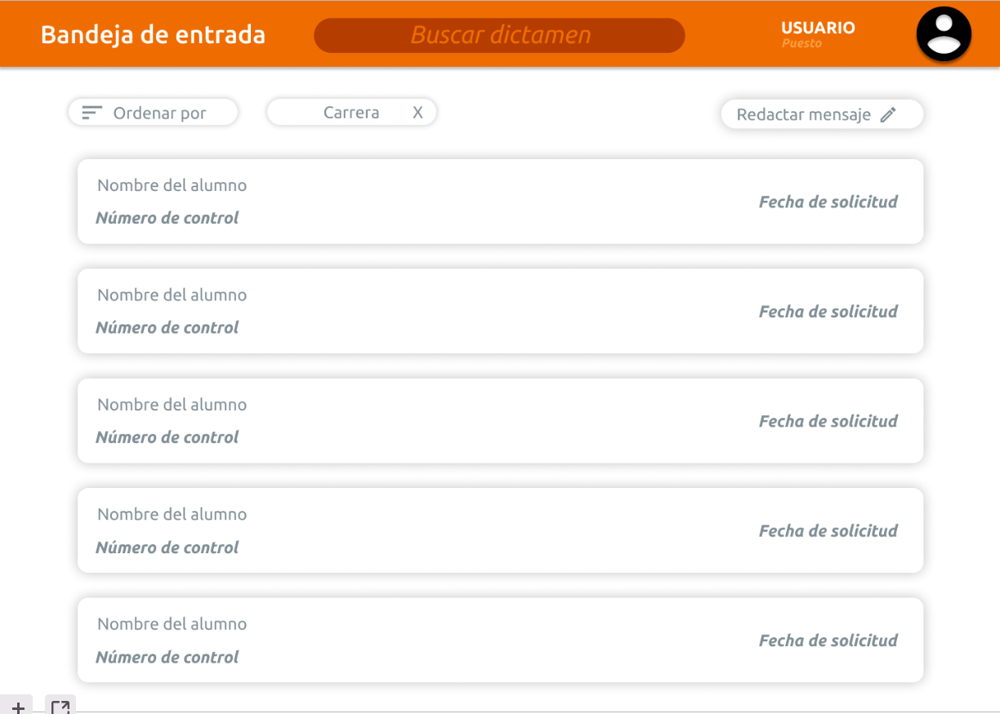 Bandeja de entrada
Buscar dictamen
USUARIO
Puesto
Ordenar por
Carrera X
Redactar mensaje
Nombre del alumno
Número de control
Fecha de solicitud
Nombre del alumno
Número de control
Fecha de solicitud
Nombre del alumno
Número de control
Fecha de solicitud
Nombre del alumno
Número de control
Fecha de solicitud
Nombre del alumno
Número de control
Fecha de solicitud